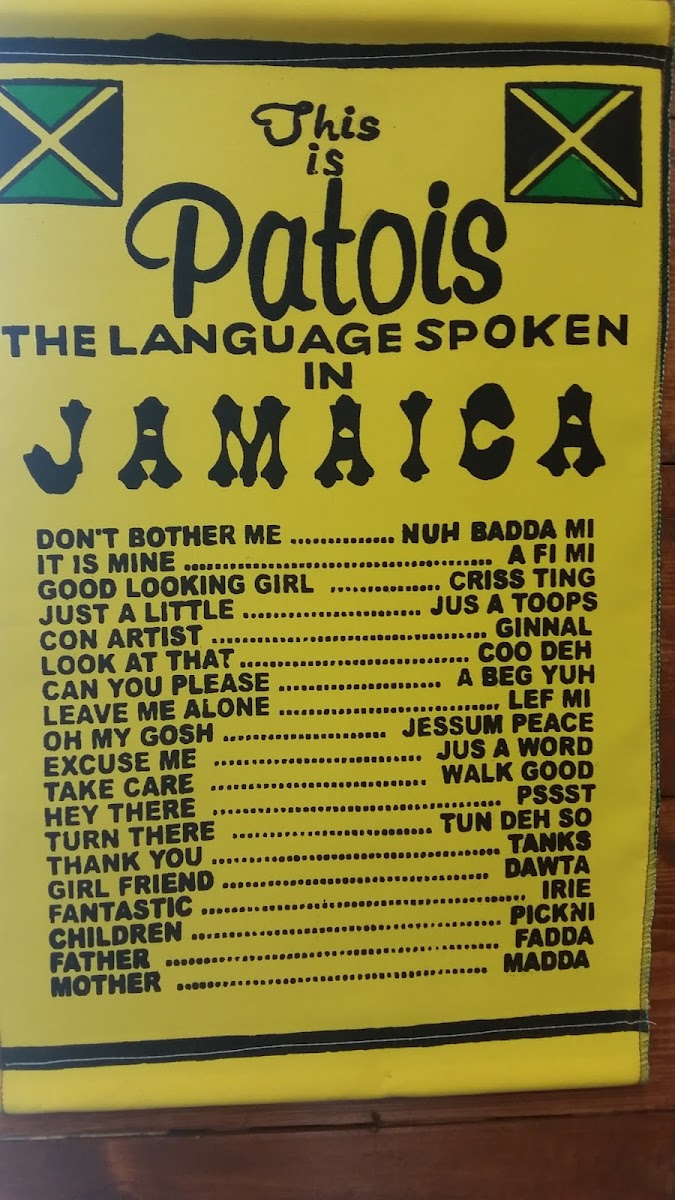 This
is
Patois
THE LANGUAGE SPOKEN
IN
JAMAICA
DON'T BOTHER ME .............. NUH BADDA MI
IT IS MINE ............................................ A FI MI
GOOD LOOKING GIRL ............... CRISS TING
JUST A LITTLE ........................ JUS A TOOPS
CON ARTIST ..................................... GINNAL
LOOK AT THAT ............................... COO DEH
CAN YOU PLEASE ...................... A BEG YUH
LEAVE ME ALONE .............................. LEF MI
OH MY GOSH ...................... JESSUM PEACE
EXCUSE ME ............................ JUS A WORD
TAKE CARE ............................. WALK GOOD
HEY THERE ....................................... PSSST
TURN THERE ........................... TUN DEH SO
THANK YOU ....................................... TANKS
GIRL FRIEND .................................... DAWTA
FANTASTIC ............................................ IRIE
CHILDREN ......................................... PICKNI
FATHER ............................................. FADDA
MOTHER .......................................... MADDA